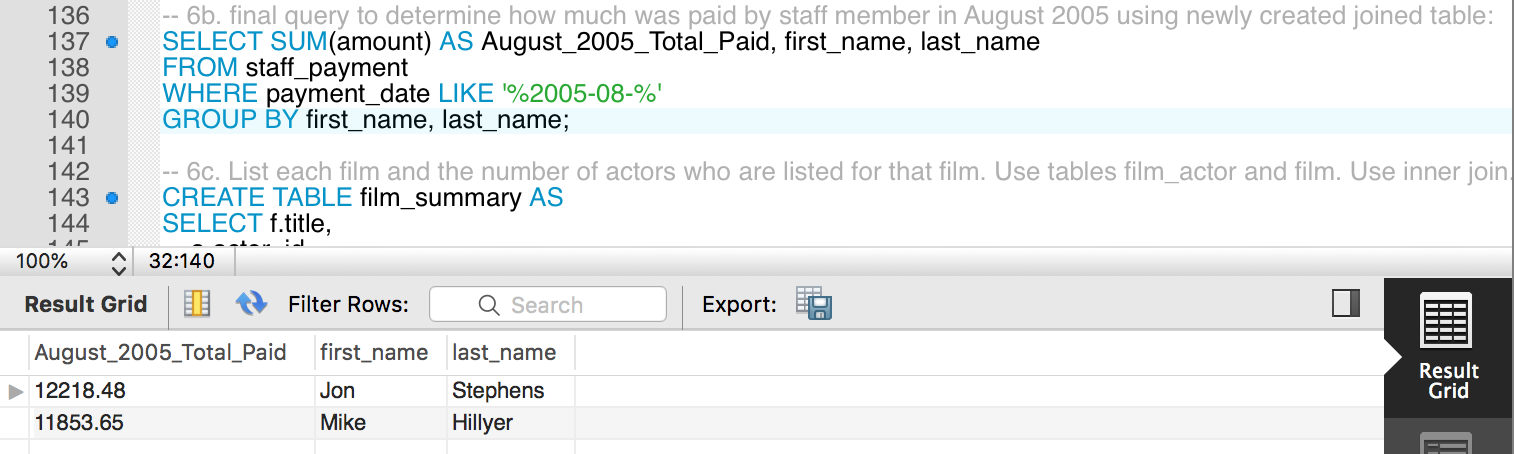 136 -- 6b. final query to determine how much was paid by staff member in August 2005 using newly created joined table:
137 SELECT SUM(amount) AS August_2005_Total_Paid, first_name, last_name
138 FROM staff_payment
139 WHERE payment_date LIKE '%2005-08-%'
140 GROUP BY first_name, last_name;
141
142 -- 6c. List each film and the number of actors who are listed for that film. Use tables film_actor and film. Use inner join.
143 CREATE TABLE film_summary AS
144 SELECT f.title,
100% 32:140
Result Grid Filter Rows: Search Export:
August_2005_Total_Paid first_name last_name
12218.48 Jon Stephens
11853.65 Mike Hillyer
Result
Grid